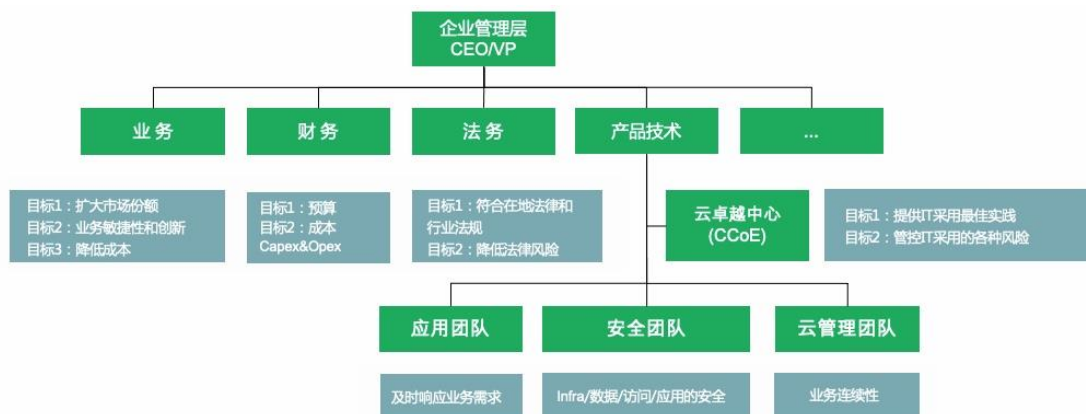 企业管理层
CEO/VP
业务
财务
法务
产品技术
...
目标1：扩大市场份额
目标2：业务敏捷性和创新
目标3：降低成本
目标1：预算
目标2：成本
Capex&Opex
目标1：符合在地法律和
行业法规
目标2：降低法律风险
云卓越中心
(CCoE)
目标1：提供IT采用最佳实践
目标2：管控IT采用的各种风险
应用团队
安全团队
云管理团队
及时响应业务需求
Infra/数据/访问/应用的安全
业务连续性